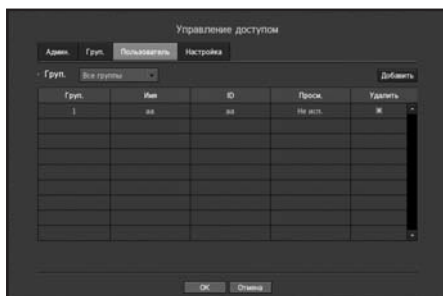 Управление доступом
Админ. Груп. Пользователь Настройка
Груп. Все группы Добавить
Груп. Имя ID Просм. Удалить
1 aa aa Не исп.
OK Отмена